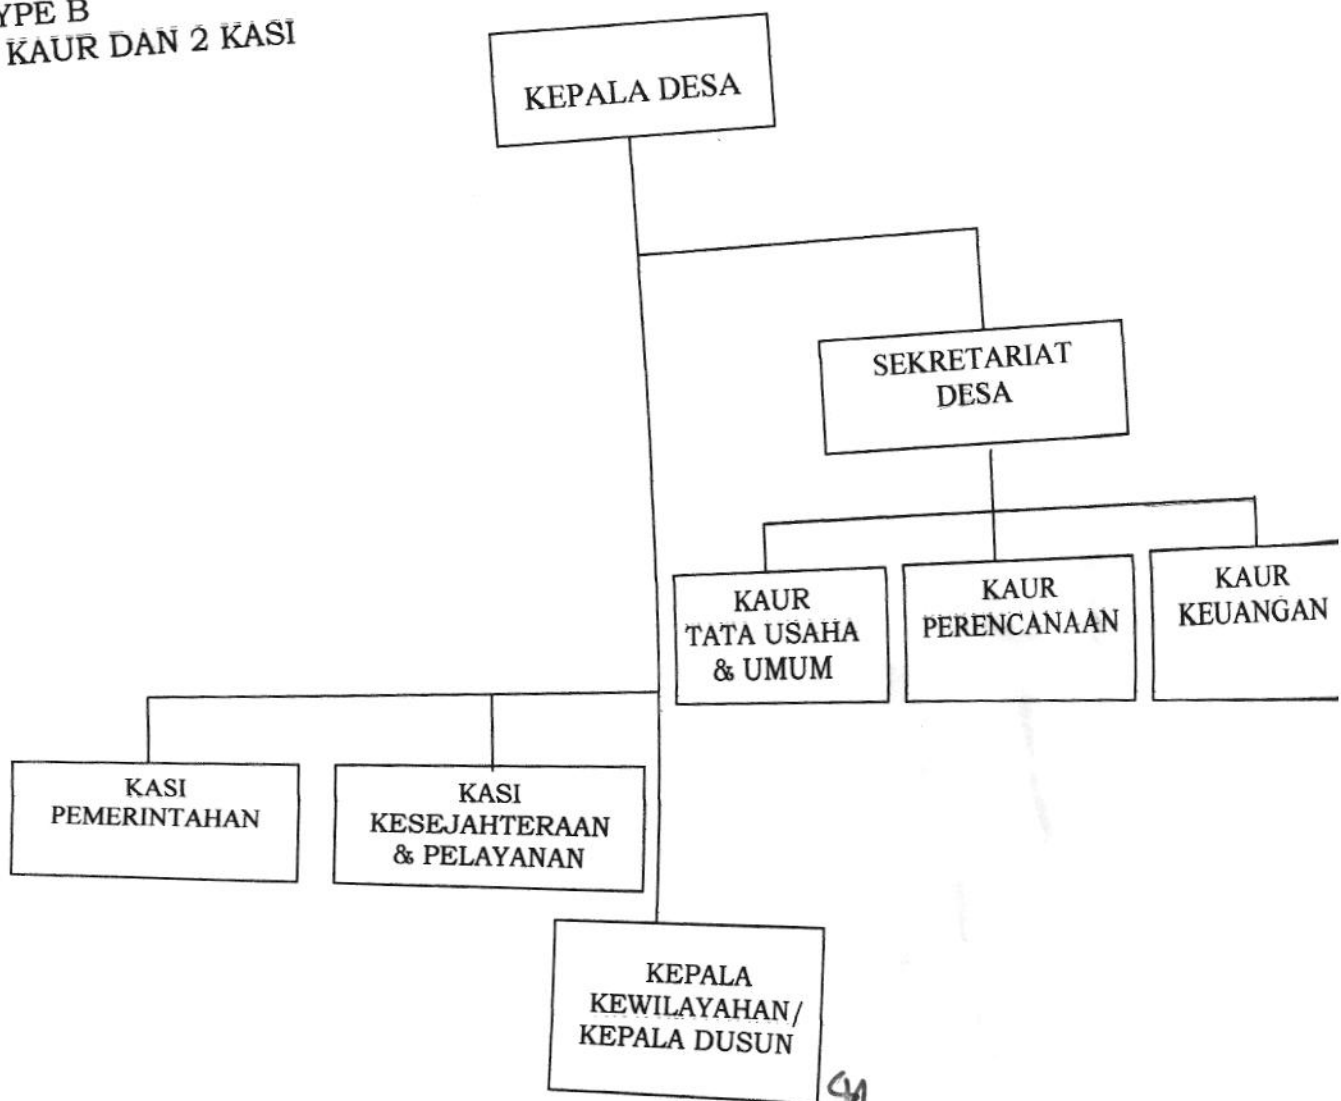 YPE B
KAUR DAN 2 KASI
KEPALA DESA
SEKRETARIAT
DESA
KAUR
TATA USAHA
& UMUM
KAUR
PERENCANAAN
KAUR
KEUANGAN
KASI
PEMERINTAHAN
KASI
KESEJAHTERAAN
& PELAYANAN
KEPALA
KEWILAYAHAN/
KEPALA DUSUN